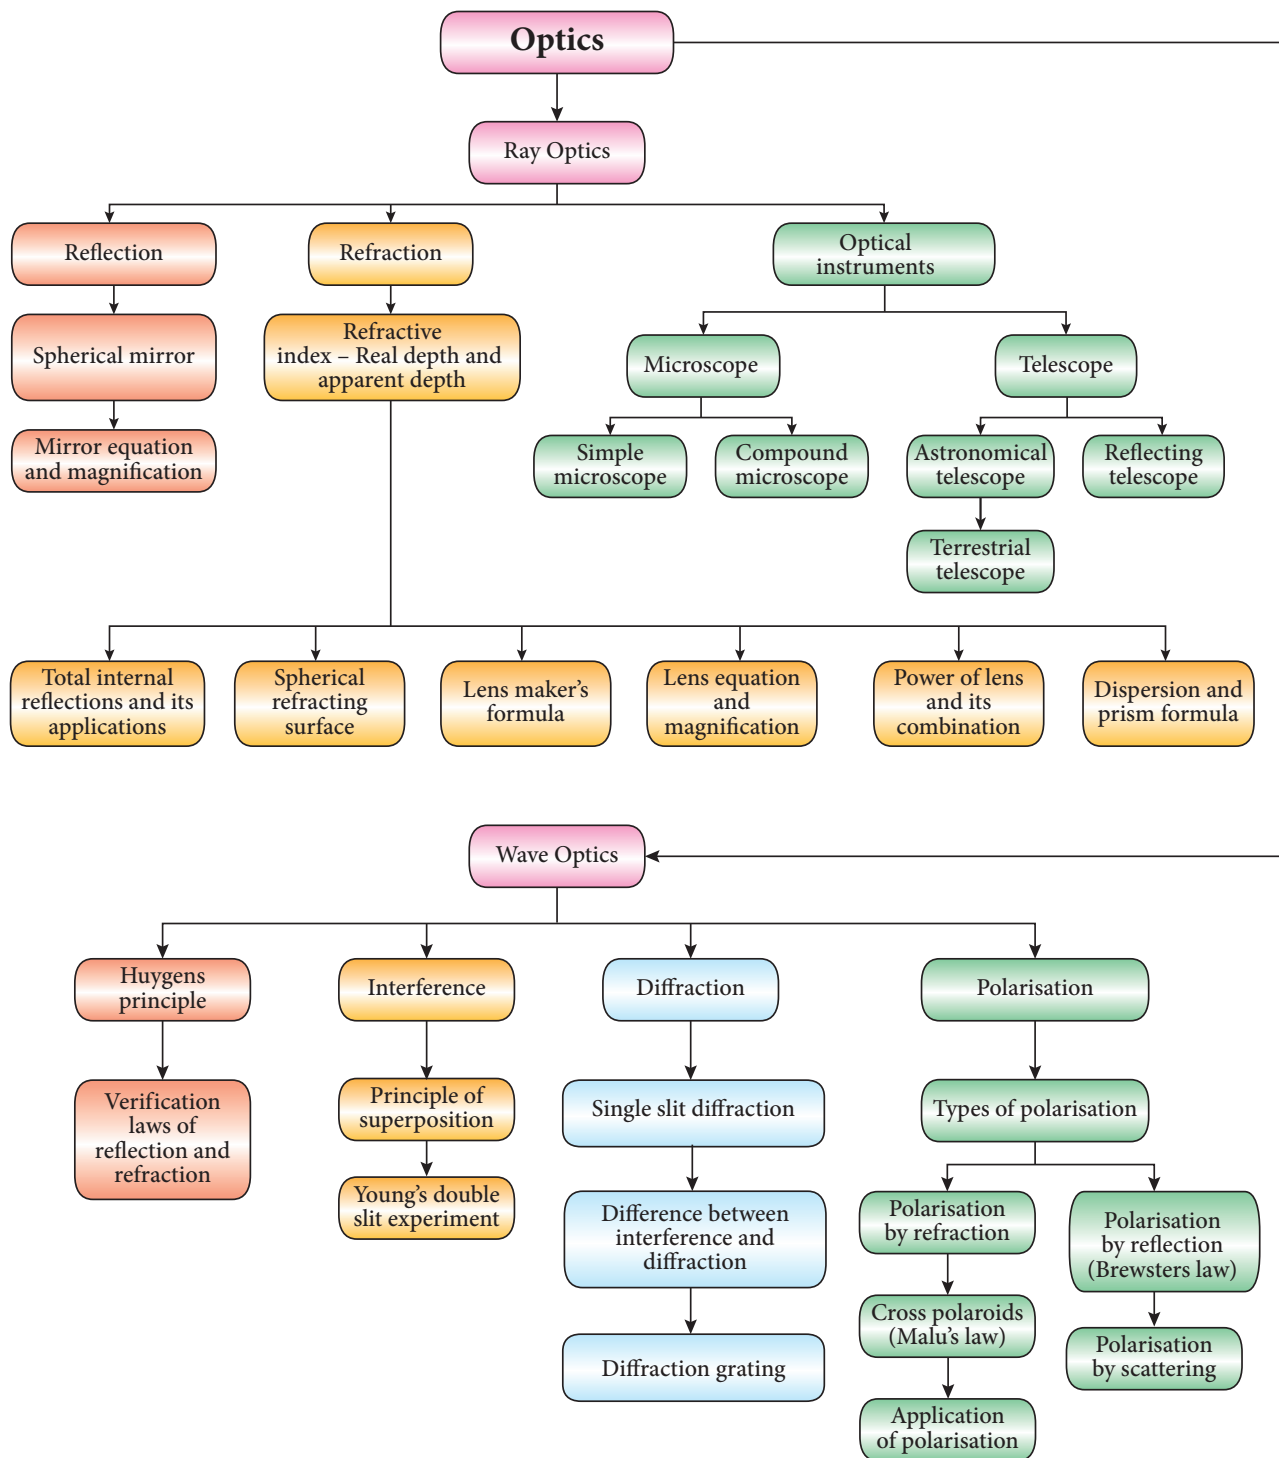 Optics
Ray Optics
Reflection
Refraction
Optical
instruments
Spherical mirror
Refractive
index – Real depth and
apparent depth
Microscope
Telescope
Mirror equation
and magnification
Simple
microscope
Compound
microscope
Astronomical
telescope
Reflecting
telescope
Terrestrial
telescope
Total internal
reflections and its
applications
Spherical
refracting
surface
Lens maker's
formula
Lens equation
and
magnification
Power of lens
and its
combination
Dispersion and
prism formula
Wave Optics
Huygens
principle
Interference
Diffraction
Polarisation
Verification
laws of
reflection and
refraction
Principle of
superposition
Single slit diffraction
Types of polarisation
Young's double
slit experiment
Difference between
interference and
diffraction
Polarisation
by refraction
Polarisation
by reflection
(Brewsters law)
Cross polaroids
(Malu's law)
Diffraction grating
Polarisation
by scattering
Application
of polarisation